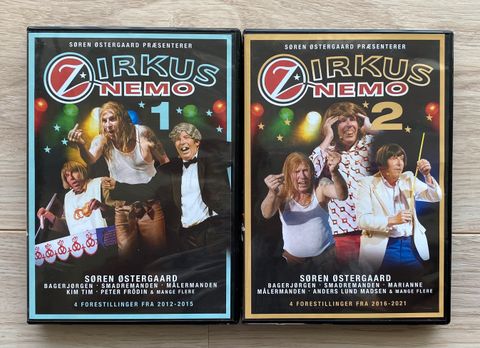 SØREN ØSTERGAARD PRÆSENTERER
ZIRKUS
NEMO
1
SØREN ØSTERGAARD
BAGERJØRGEN · SMADREMANDEN · MÅLERMANDEN
KIM TIM · PETER FRÖDIN & MANGE FLERE
4 FORESTILLINGER FRA 2012-2015
SØREN ØSTERGAARD PRÆSENTERER
ZIRKUS
NEMO
2
SØREN ØSTERGAARD
BAGERJØRGEN · SMADREMANDEN · MARIANNE
MÅLERMANDEN · ANDERS LUND MADSEN & MANGE FLERE
4 FORESTILLINGER FRA 2016-2021